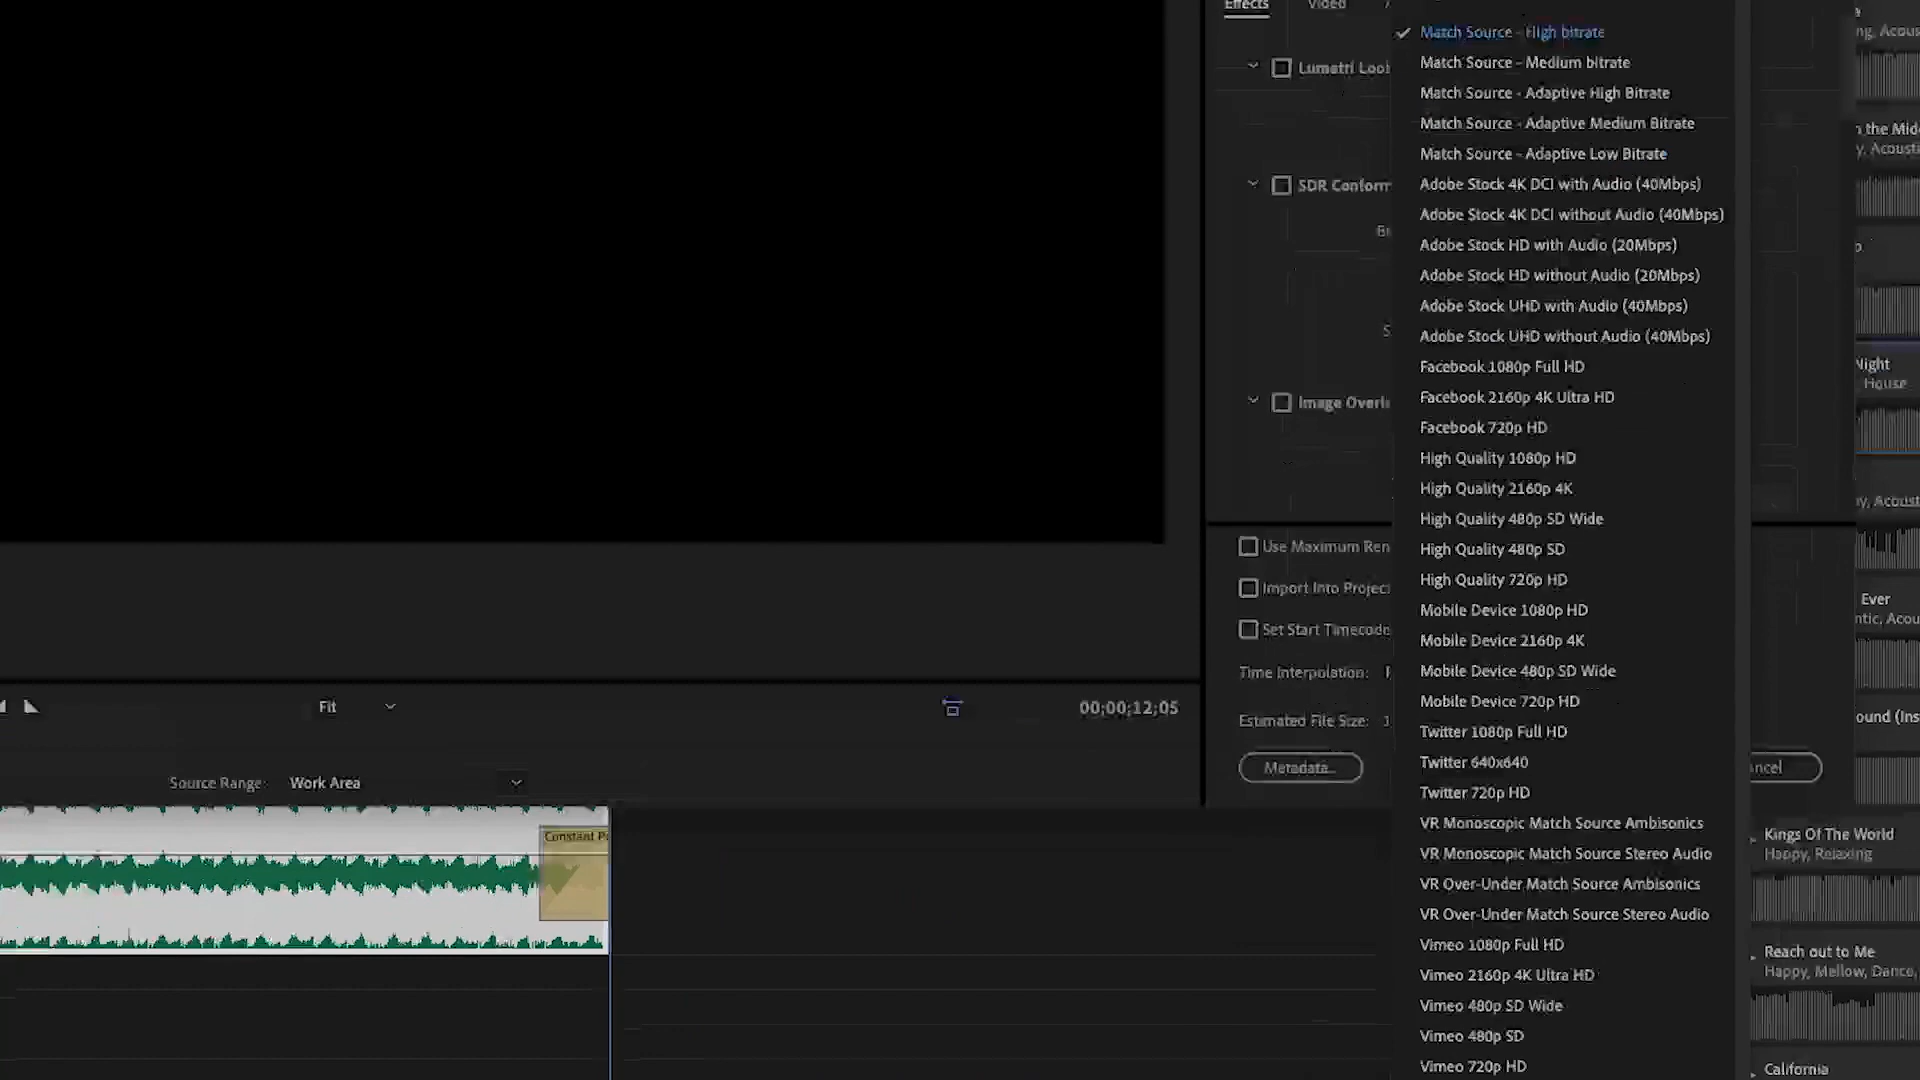 Effects
Video
Match Source - High bitrate
Match Source - Medium bitrate
Match Source - Adaptive High Bitrate
Match Source - Adaptive Medium Bitrate
Match Source - Adaptive Low Bitrate
Adobe Stock 4K DCI with Audio (40Mbps)
Adobe Stock 4K DCI without Audio (40Mbps)
Adobe Stock HD with Audio (20Mbps)
Adobe Stock HD without Audio (20Mbps)
Adobe Stock UHD with Audio (40Mbps)
Adobe Stock UHD without Audio (40Mbps)
Facebook 1080p Full HD
Facebook 2160p 4K Ultra HD
Facebook 720p HD
High Quality 1080p HD
High Quality 2160p 4K
High Quality 480p SD Wide
High Quality 480p SD
High Quality 720p HD
Mobile Device 1080p HD
Mobile Device 2160p 4K
Mobile Device 480p SD Wide
Mobile Device 720p HD
Twitter 1080p Full HD
Twitter 640x640
Twitter 720p HD
VR Monoscopic Match Source Ambisonics
VR Monoscopic Match Source Stereo Audio
VR Over-Under Match Source Ambisonics
VR Over-Under Match Source Stereo Audio
Vimeo 1080p Full HD
Vimeo 2160p 4K Ultra HD
Vimeo 480p SD Wide
Vimeo 480p SD
Vimeo 720p HD
Lumetri Look
SDR Conform
Image Overl
Use Maximum Ren
Import Into Projec
Set Start Timecode
Time Interpolation:
Estimated File Size:
Metadata...
ncel
Fit
00;00;12;05
Source Range:
Work Area
Constant P
ng, Acous
the Mid
y, Acousti
Night
House
y, Acoust
Ever
ntic, Acou
ound (Ins
Kings Of The World
Happy, Relaxing
Reach out to Me
Happy, Mellow, Dance,
California